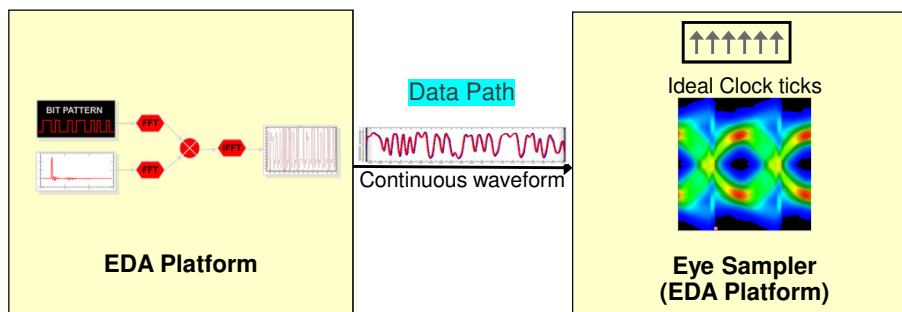 BIT PATTERN
FFT
IFFT
FFT
EDA Platform
Data Path
Continuous waveform
Ideal Clock ticks
Eye Sampler
(EDA Platform)